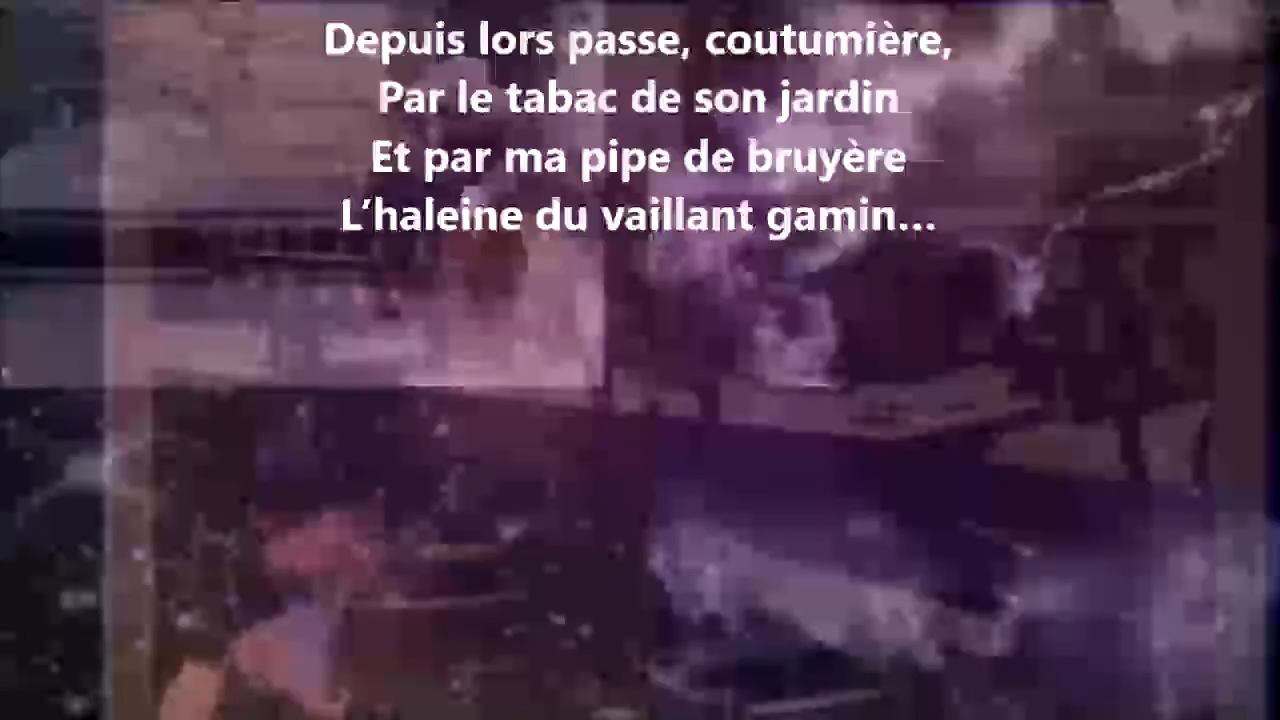 Depuis lors passe, coutumière,
Par le tabac de son jardin
Et par ma pipe de bruyère
L’haleine du vaillant gamin...